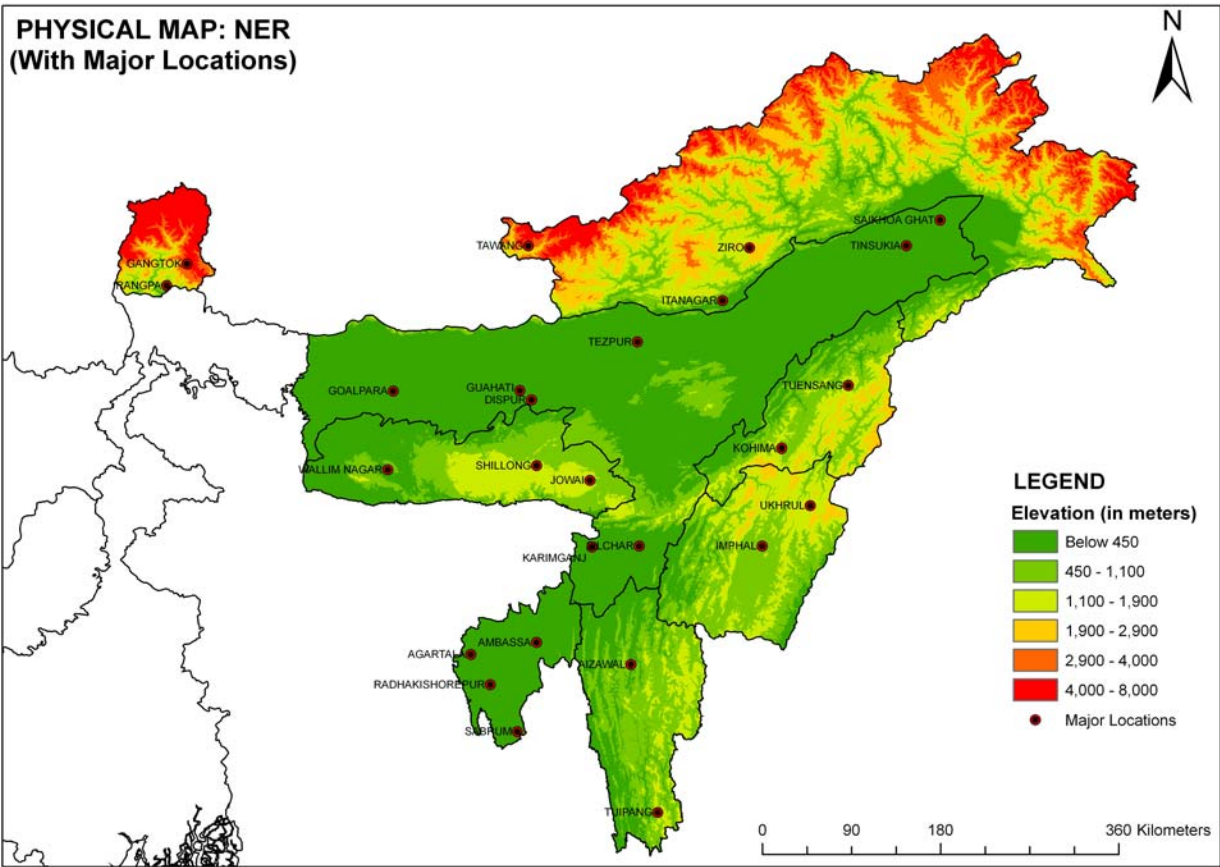 PHYSICAL MAP: NER
(With Major Locations)
N
SAIKHOA GHAT
TAWANG
ZIRO
TINSUKIA
GANGTOK
RANGPA
ITANAGAR
TEZPUR
TUENSANG
GOALPARA
GUAHATI
DISPUR
KOHIMA
WALLIM NAGAR
SHILLONG
JOWAI
UKHRUL
KARIMGANJ
LCHAR
IMPHAL
AMBASSA
AGARTALA
AIZAWAL
RADHAKISHOREPUR
SABRUM
TUIPANG
LEGEND
Elevation (in meters)
Below 450
450 - 1,100
1,100 - 1,900
1,900 - 2,900
2,900 - 4,000
4,000 - 8,000
Major Locations
0 90 180 360 Kilometers